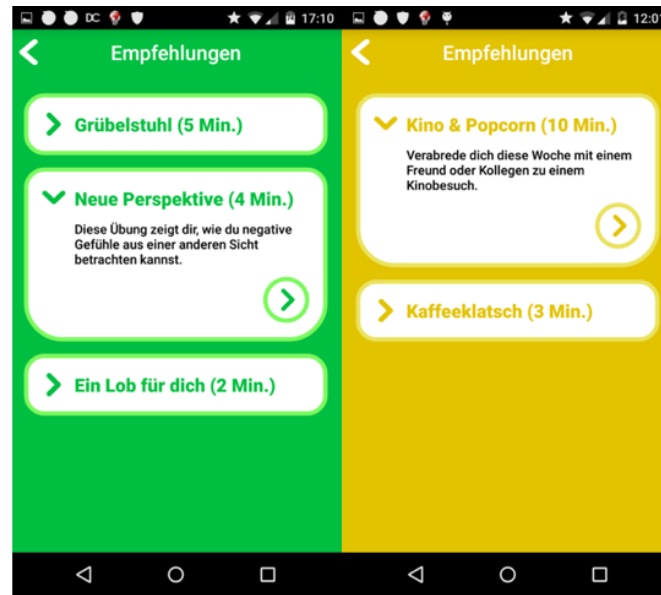 DC 17:10
Empfehlungen
Grübelstuhl (5 Min.)
Neue Perspektive (4 Min.)
Diese Übung zeigt dir, wie du negative
Gefühle aus einer anderen Sicht
betrachten kannst.
Ein Lob für dich (2 Min.)
12:01
Empfehlungen
Kino & Popcorn (10 Min.)
Verabrede dich diese Woche mit einem
Freund oder Kollegen zu einem
Kinobesuch.
Kaffeeklatsch (3 Min.)